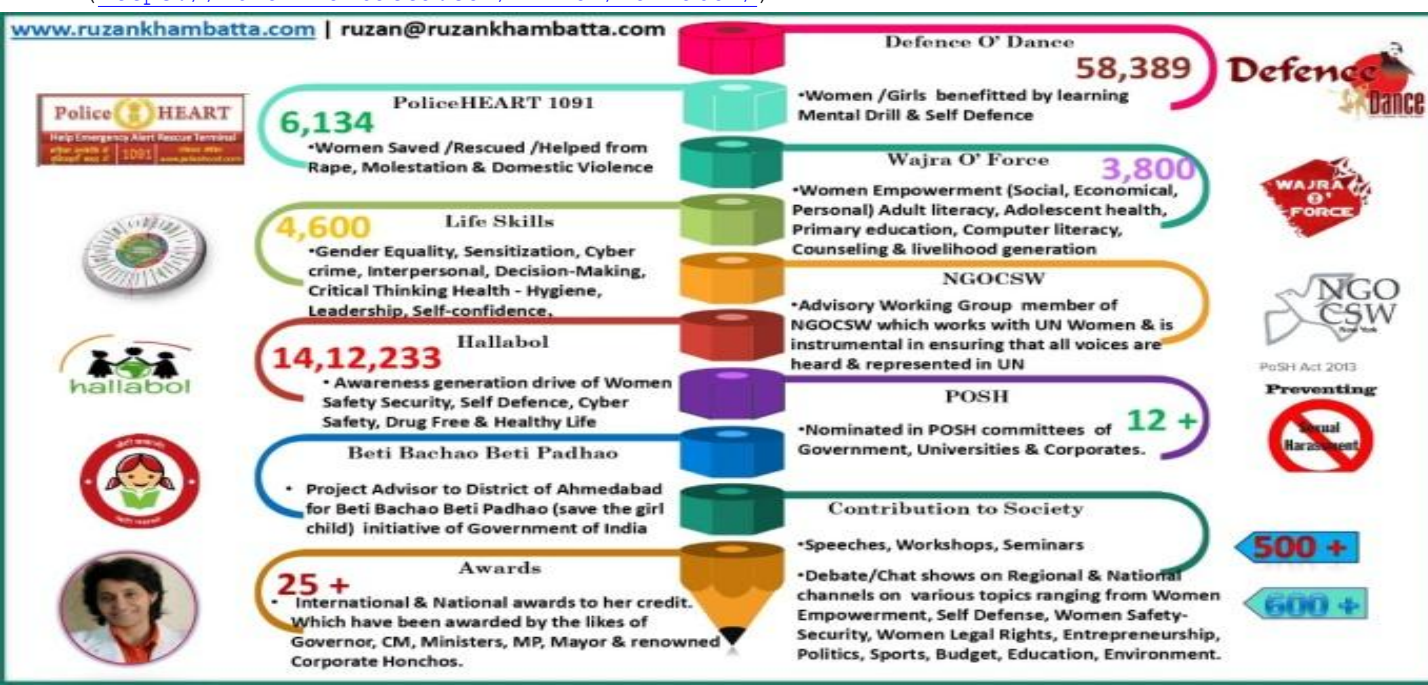 www.ruzankhambatta.com | ruzan@ruzankhambatta.com
Police HEART
Help Emergency Alert Rescue Terminal
1091
PoliceHEART 1091
6,134
•Women Saved /Rescued /Helped from
Rape, Molestation & Domestic Violence
Life Skills
4,600
•Gender Equality, Sensitization, Cyber
crime, Interpersonal, Decision-Making,
Critical Thinking Health - Hygiene,
Leadership, Self-confidence.
hallabol
Hallabol
14,12,233
• Awareness generation drive of Women
Safety Security, Self Defence, Cyber
Safety, Drug Free & Healthy Life
Beti Bachao Beti Padhao
• Project Advisor to District of Ahmedabad
for Beti Bachao Beti Padhao (save the girl
child) initiative of Government of India
Awards
25 +
• International & National awards to her credit.
Which have been awarded by the likes of
Governor, CM, Ministers, MP, Mayor & renowned
Corporate Honchos.
Defence O' Dance
58,389
•Women /Girls benefitted by learning
Mental Drill & Self Defence
Defence
Dance
Wajra O' Force
3,800
•Women Empowerment (Social, Economical,
Personal) Adult literacy, Adolescent health,
Primary education, Computer literacy,
Counseling & livelihood generation
WAJRA
O'
FORCE
NGOCSW
•Advisory Working Group member of
NGOCSW which works with UN Women & is
instrumental in ensuring that all voices are
heard & represented in UN
NGO
CSW
New York
POSH
12 +
•Nominated in POSH committees of
Government, Universities & Corporates.
PoSH Act 2013
Preventing
Sexual
Harassment
Contribution to Society
•Speeches, Workshops, Seminars
500 +
•Debate/Chat shows on Regional & National
channels on various topics ranging from Women
Empowerment, Self Defense, Women Safety-
Security, Women Legal Rights, Entrepreneurship,
Politics, Sports, Budget, Education, Environment.
600 +